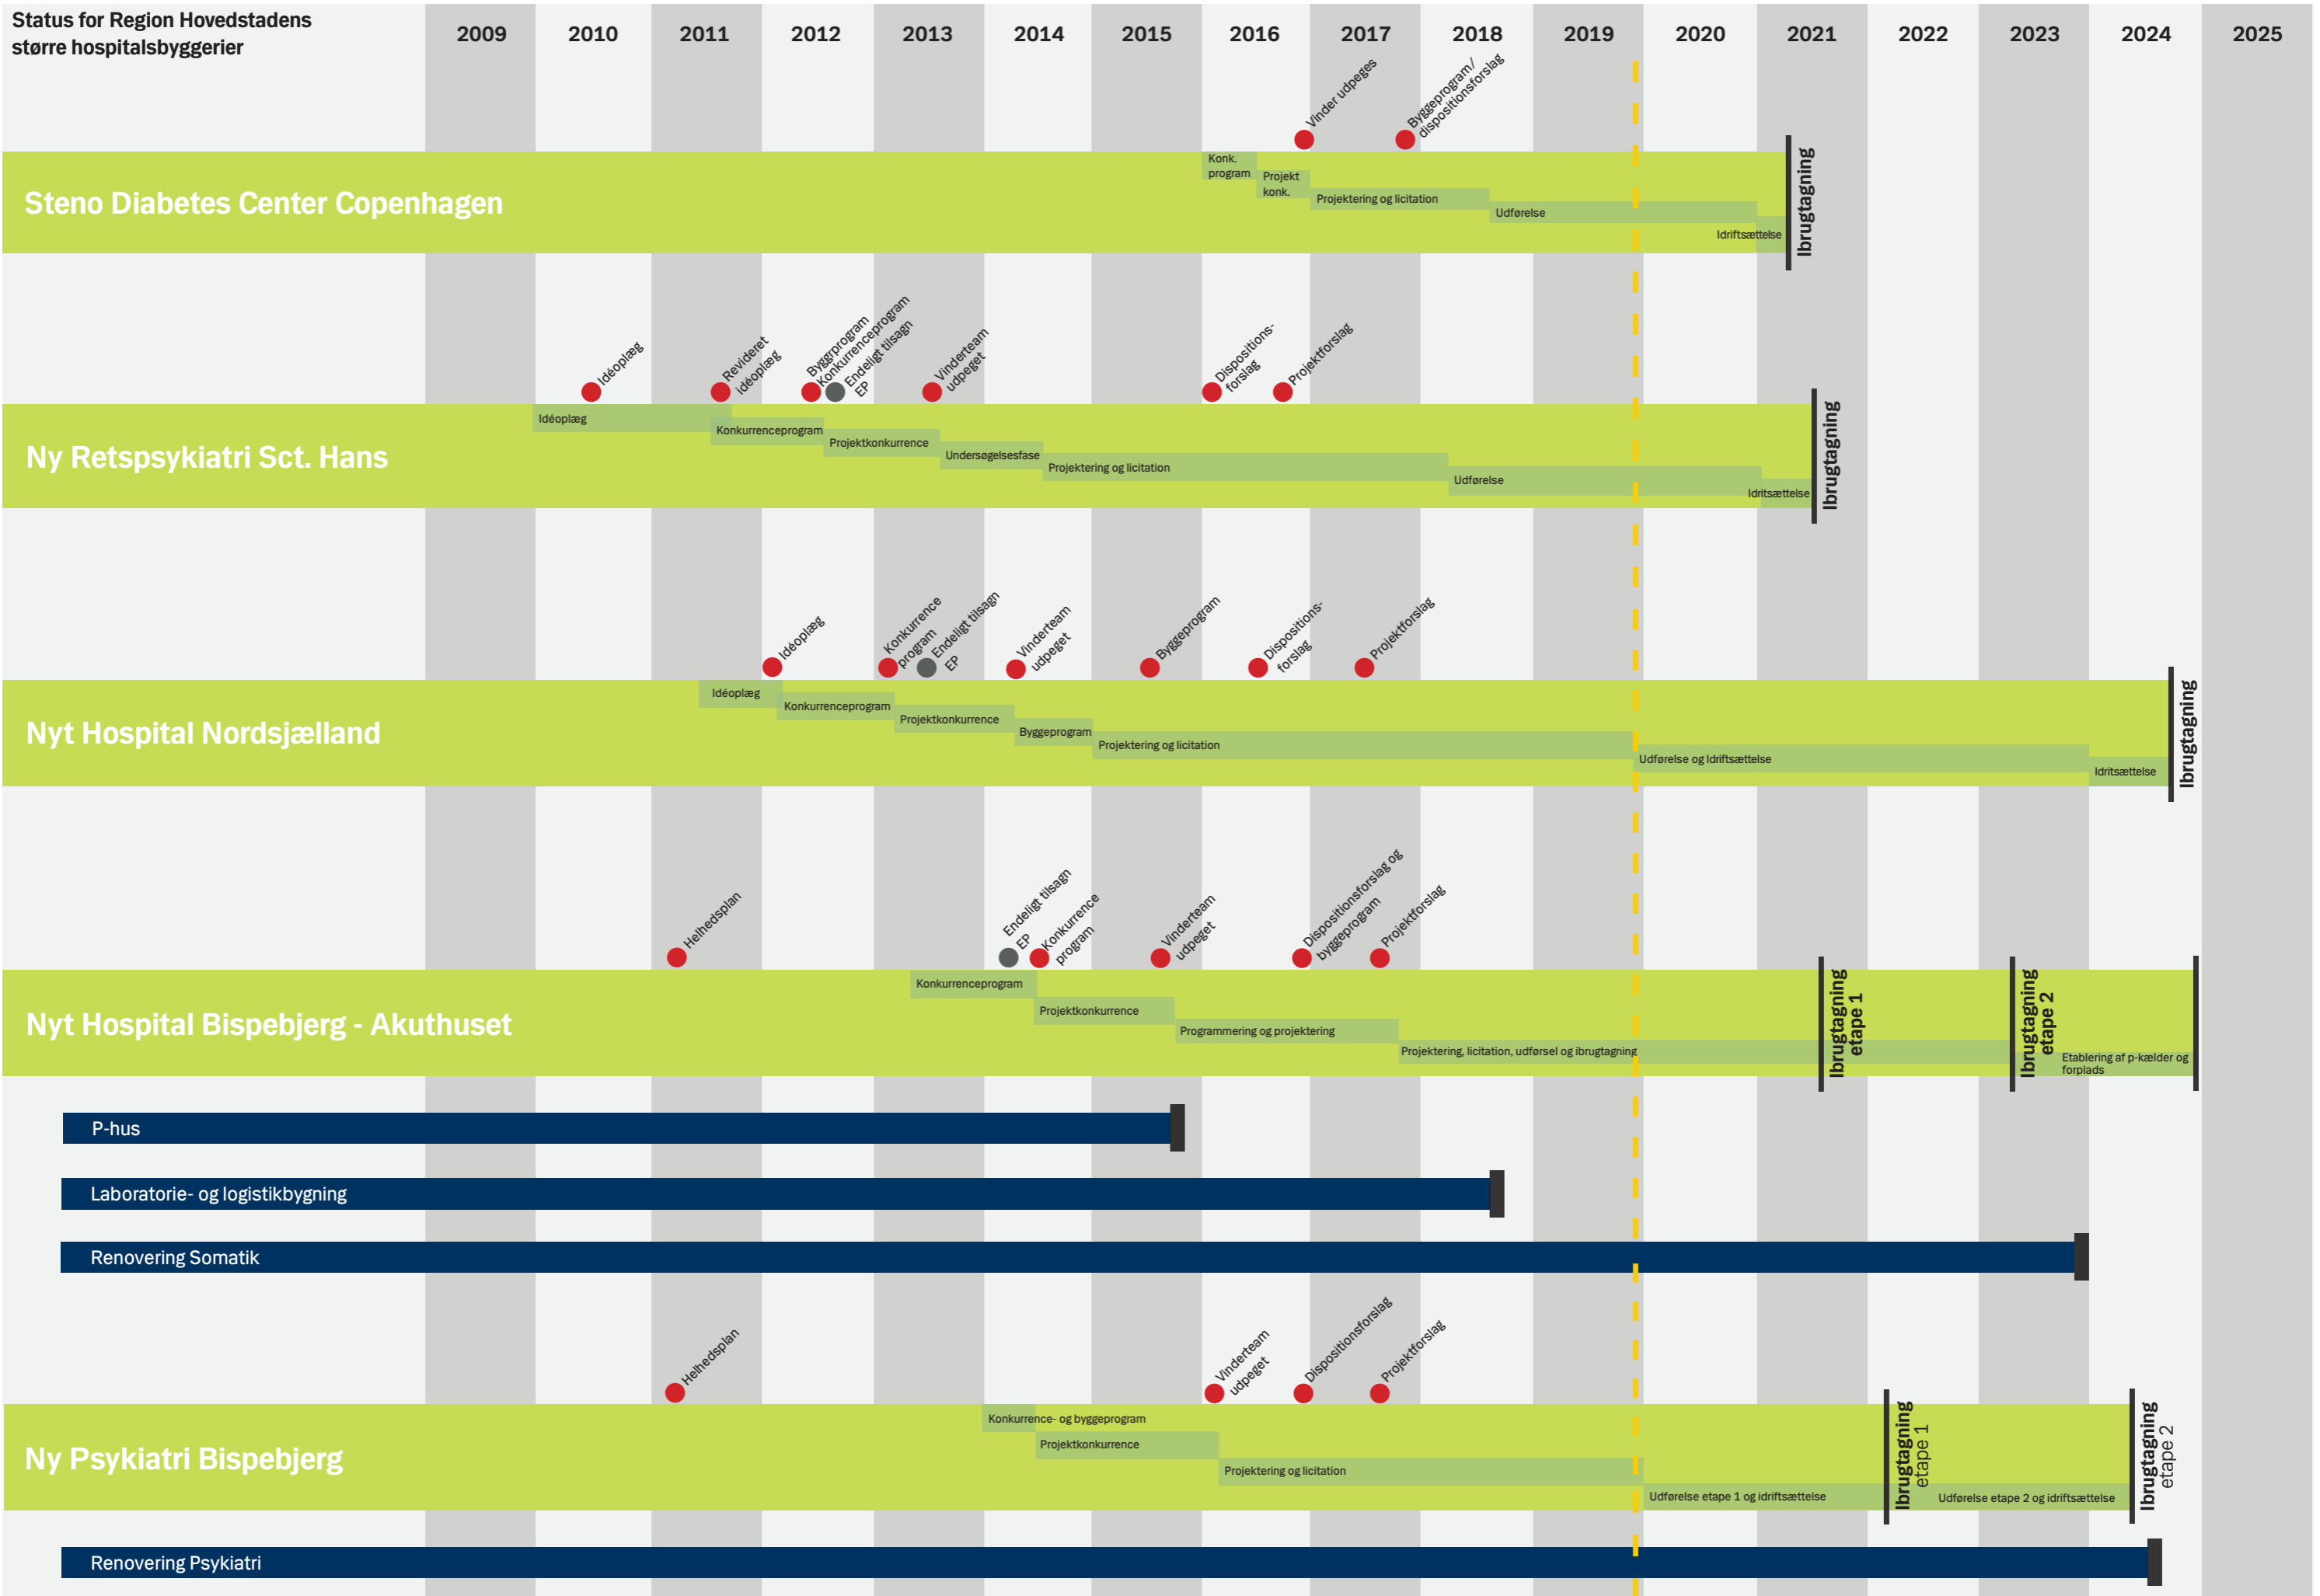 Status for Region Hovedstadens
større hospitalsbyggerier
2009 2010 2011 2012 2013 2014 2015 2016 2017 2018 2019 2020 2021 2022 2023 2024 2025
Vinder udpeges
Byggeprogram/
dispositionsforslag
Steno Diabetes Center Copenhagen
Konk.
program
Projekt
konk.
Projektering og licitation
Udførelse
Idriftsættelse
Ibrugtagning
Idéoplæg
Revideret
idéoplæg
Byggrprogram
Konkurrenceprogram
Endeligt tilsagn
EP
Vinderteam
udpeget
Dispositions-
forslag
Projektforslag
Ny Retspsykiatri Sct. Hans
Idéoplæg
Konkurrenceprogram
Projektkonkurrence
Undersøgelsesfase
Projektering og licitation
Udførelse
Idritsættelse
Ibrugtagning
Idéoplæg
Konkurrence
program
Endeligt tilsagn
EP
Vinderteam
udpeget
Byggeprogram
Dispositions-
forslag
Projektforslag
Nyt Hospital Nordsjælland
Idéoplæg
Konkurrenceprogram
Projektkonkurrence
Byggeprogram
Projektering og licitation
Udførelse og Idriftsættelse
Idritsættelse
Ibrugtagning
Helhedsplan
Endeligt tilsagn
EP
Konkurrence
program
Vinderteam
udpeget
Dispositionsforslag og
byggeprogram
Projektforslag
Nyt Hospital Bispebjerg - Akuthuset
Konkurrenceprogram
Projektkonkurrence
Programmering og projektering
Projektering, licitation, udførsel og ibrugtagning
Ibrugtagning
etape 1
Ibrugtagning
etape 2
Etablering af p-kælder og
forplads
P-hus
Laboratorie- og logistikbygning
Renovering Somatik
Helhedsplan
Vinderteam
udpeget
Dispositionsforslag
Projektforslag
Ny Psykiatri Bispebjerg
Konkurrence- og byggeprogram
Projektkonkurrence
Projektering og licitation
Udførelse etape 1 og idriftsættelse
Ibrugtagning
etape 1
Udførelse etape 2 og idriftsættelse
Ibrugtagning
etape 2
Renovering Psykiatri